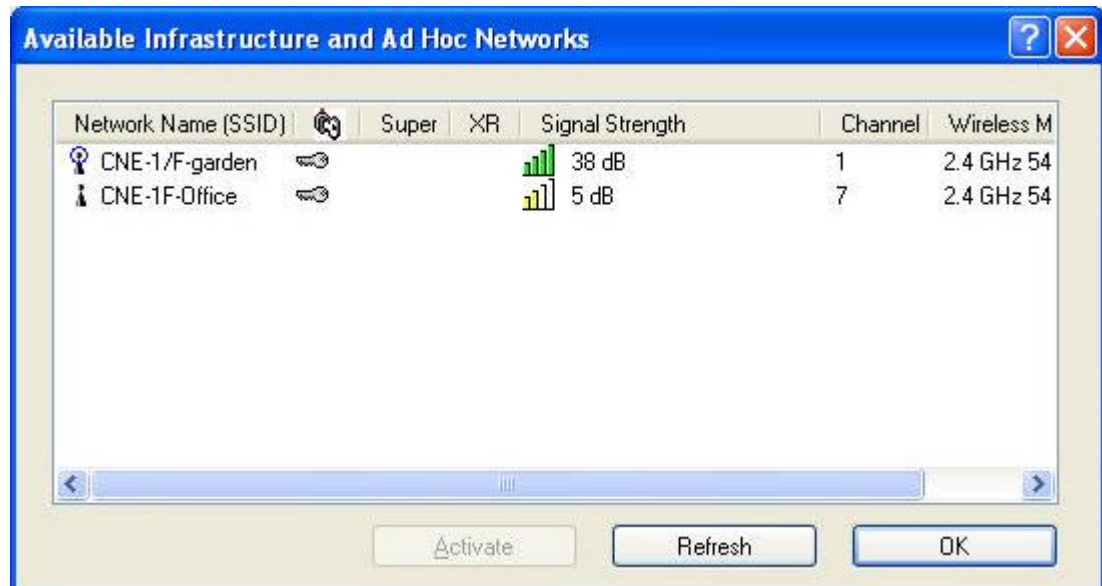 Available Infrastructure and Ad Hoc Networks
Network Name (SSID) Super XR Signal Strength Channel Wireless M
CNE-1/F-garden 38 dB 1 2.4 GHz 54
CNE-1F-Office 5 dB 7 2.4 GHz 54
Activate Refresh OK